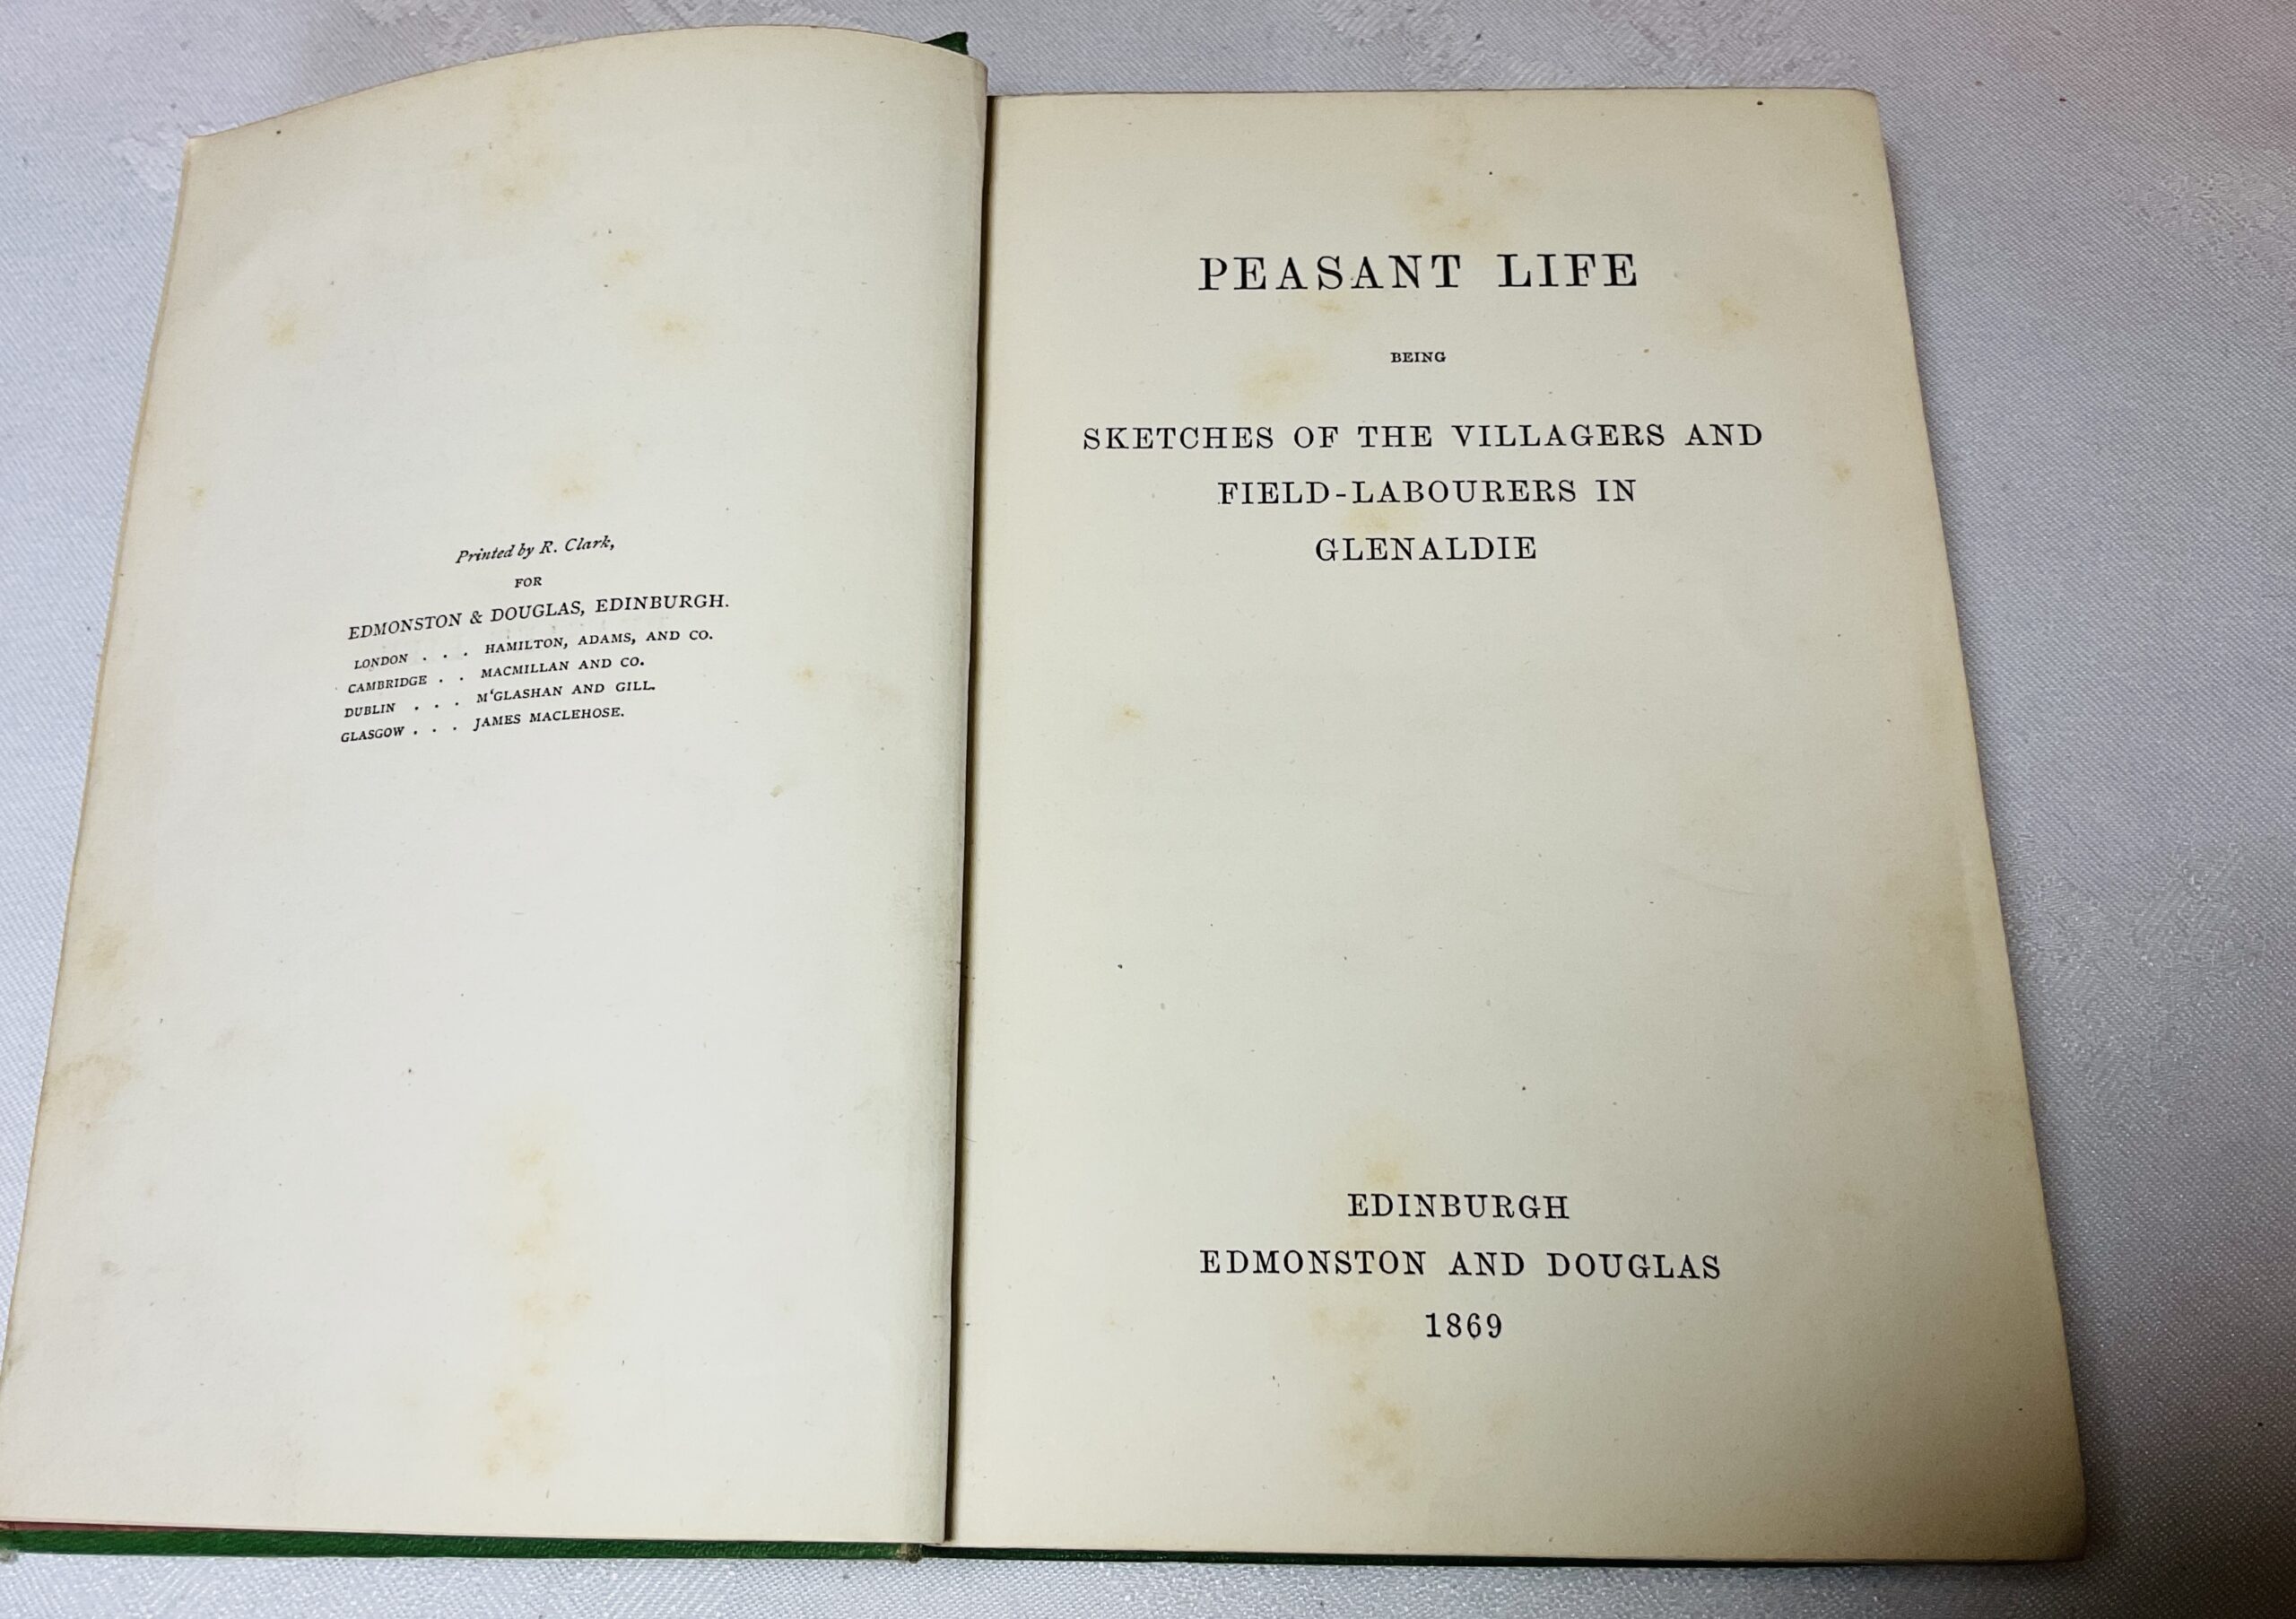 Printed by R. Clark,
FOR
EDMONSTON & DOUGLAS, EDINBURGH.
LONDON . . . HAMILTON, ADAMS, AND CO.
CAMBRIDGE . . MACMILLAN AND CO.
DUBLIN . . . M‘GLASHAN AND GILL.
GLASGOW . . . JAMES MACLEHOSE.
PEASANT LIFE
BEING
SKETCHES OF THE VILLAGERS AND
FIELD-LABOURERS IN
GLENALDIE
EDINBURGH
EDMONSTON AND DOUGLAS
1869